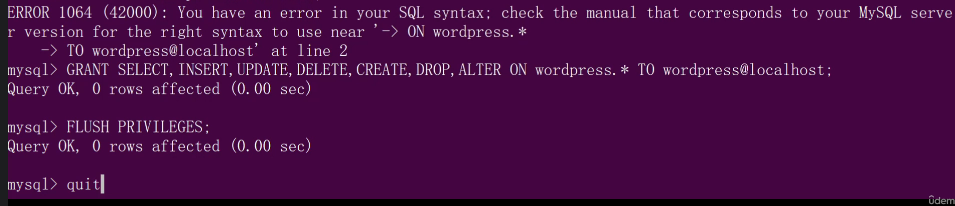 ERROR 1064 (42000): You have an error in your SQL syntax; check the manual that corresponds to your MySQL serve
r version for the right syntax to use near '-> ON wordpress.*
    -> TO wordpress@localhost' at line 2
mysql> GRANT SELECT,INSERT,UPDATE,DELETE,CREATE,DROP,ALTER ON wordpress.* TO wordpress@localhost;
Query OK, 0 rows affected (0.00 sec)
mysql> FLUSH PRIVILEGES;
Query OK, 0 rows affected (0.00 sec)
mysql> quit
ûdem